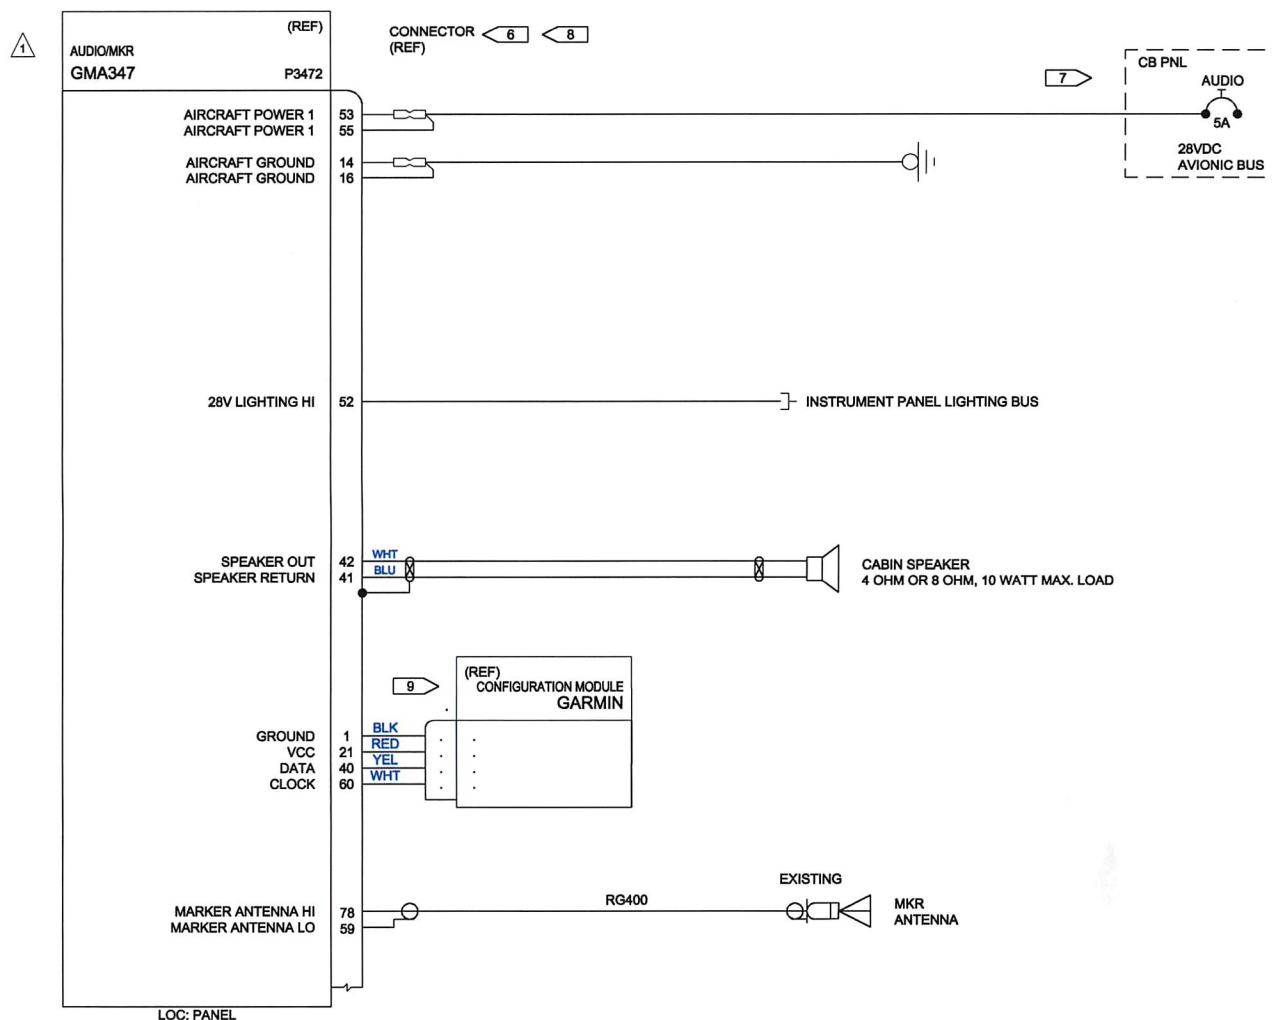 (REF)
CONNECTOR 6 8
(REF)
1
AUDIO/MKR
GMA347 P3472
7
CB PNL
AUDIO
5A
28VDC
AVIONIC BUS
AIRCRAFT POWER 1 53
AIRCRAFT POWER 1 55
AIRCRAFT GROUND 14
AIRCRAFT GROUND 16
28V LIGHTING HI 52 INSTRUMENT PANEL LIGHTING BUS
SPEAKER OUT 42 WHT
SPEAKER RETURN 41 BLU
CABIN SPEAKER
4 OHM OR 8 OHM, 10 WATT MAX. LOAD
9
(REF)
CONFIGURATION MODULE
GARMIN
GROUND 1 BLK
VCC 21 RED
DATA 40 YEL
CLOCK 60 WHT
EXISTING
MARKER ANTENNA HI 78 RG400
MARKER ANTENNA LO 59
MKR
ANTENNA
LOC: PANEL